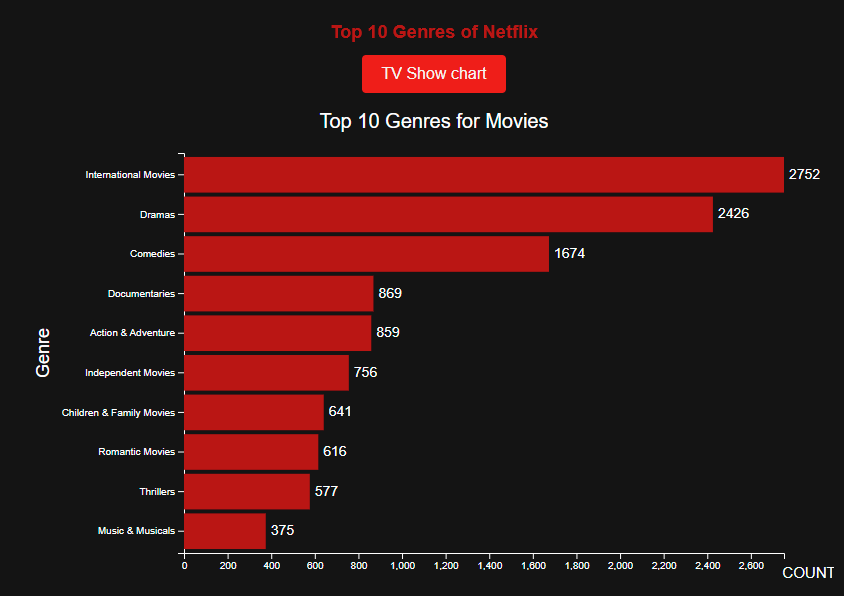 Top 10 Genres of Netflix
TV Show chart
Top 10 Genres for Movies
Genre
International Movies 2752
Dramas 2426
Comedies 1674
Documentaries 869
Action & Adventure 859
Independent Movies 756
Children & Family Movies 641
Romantic Movies 616
Thrillers 577
Music & Musicals 375
0 200 400 600 800 1,000 1,200 1,400 1,600 1,800 2,000 2,200 2,400 2,600
COUNT